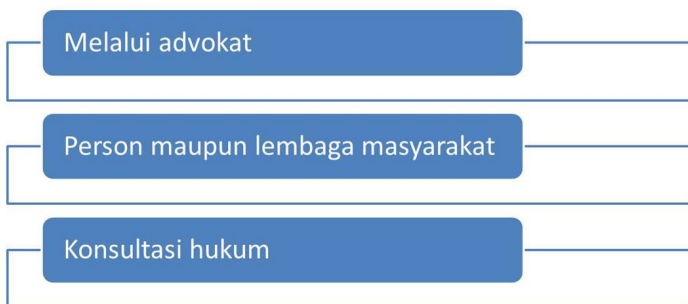 Melalui advokat
Person maupun lembaga masyarakat
Konsultasi hukum